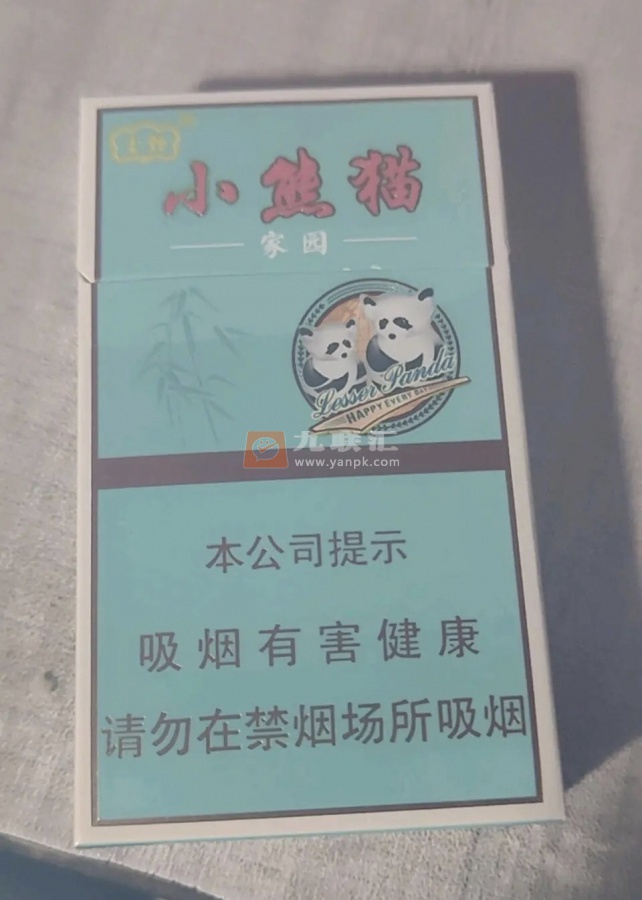 小熊猫
家园
Lesser Panda
HAPPY EVERY DAY
九联汇
www.yanpk.com
本公司提示
吸烟有害健康
请勿在禁烟场所吸烟